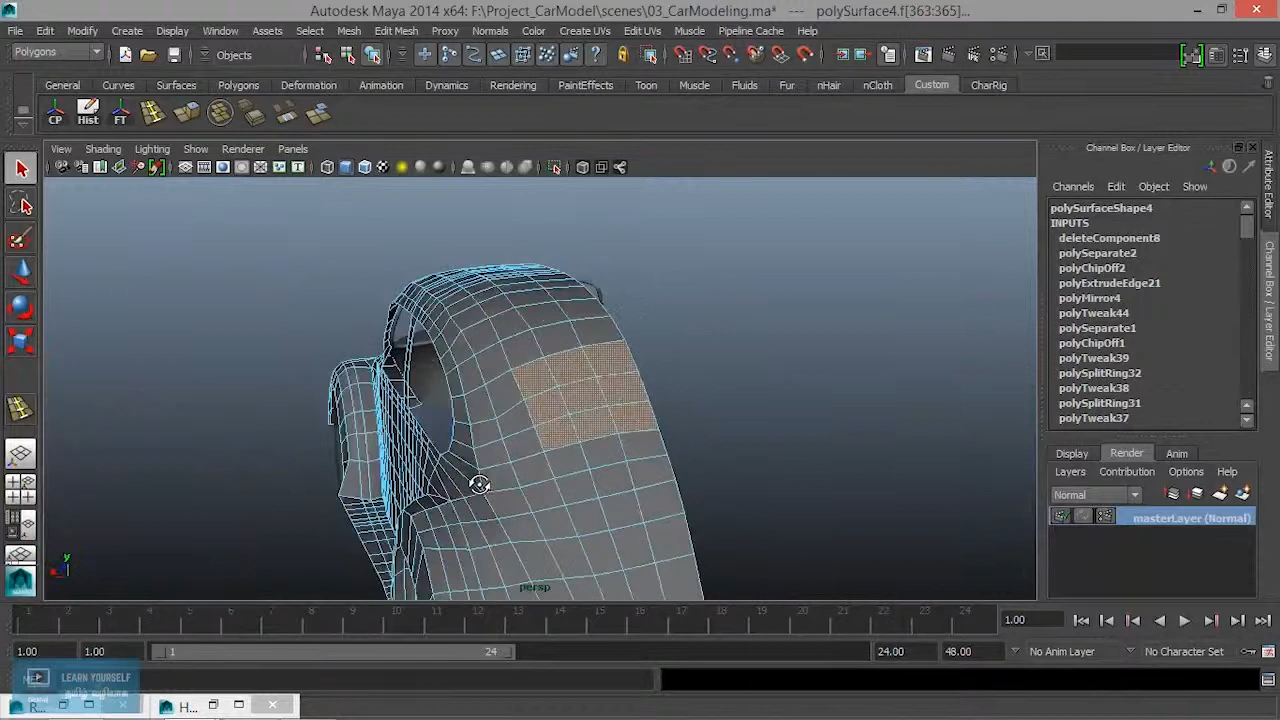 Autodesk Maya 2014 x64: F:\Project_CarModel\scenes\03_CarModeling.ma* --- polySurface4.f[363:365]...
File Edit Modify Create Display Window Assets Select Mesh Edit Mesh Proxy Normals Color Create UVs Edit UVs Muscle Pipeline Cache Help
Polygons Objects
General Curves Surfaces Polygons Deformation Animation Dynamics Rendering PaintEffects Toon Muscle Fluids Fur nHair nCloth Custom CharRig
CP Hist FT
View Shading Lighting Show Renderer Panels
Channel Box / Layer Editor
Channels Edit Object Show
polySurfaceShape4
INPUTS
deleteComponent8
polySeparate2
polyChipOff2
polyExtrudeEdge21
polyMirror4
polyTweak44
polySeparate1
polyChipOff1
polyTweak39
polySplitRing32
polyTweak38
polySplitRing31
polyTweak37
Attribute Editor
Channel Box / Layer Editor
Display Render Anim
Layers Contribution Options Help
Normal
masterLayer (Normal)
y
persp
1 2 3 4 5 6 7 8 9 10 11 12 13 14 15 16 17 18 19 20 21 22 23 24
1.00
1.00 1.00 1 24 24.00 48.00 No Anim Layer No Character Set
LEARN YOURSELF
தமிழ்
R... H...